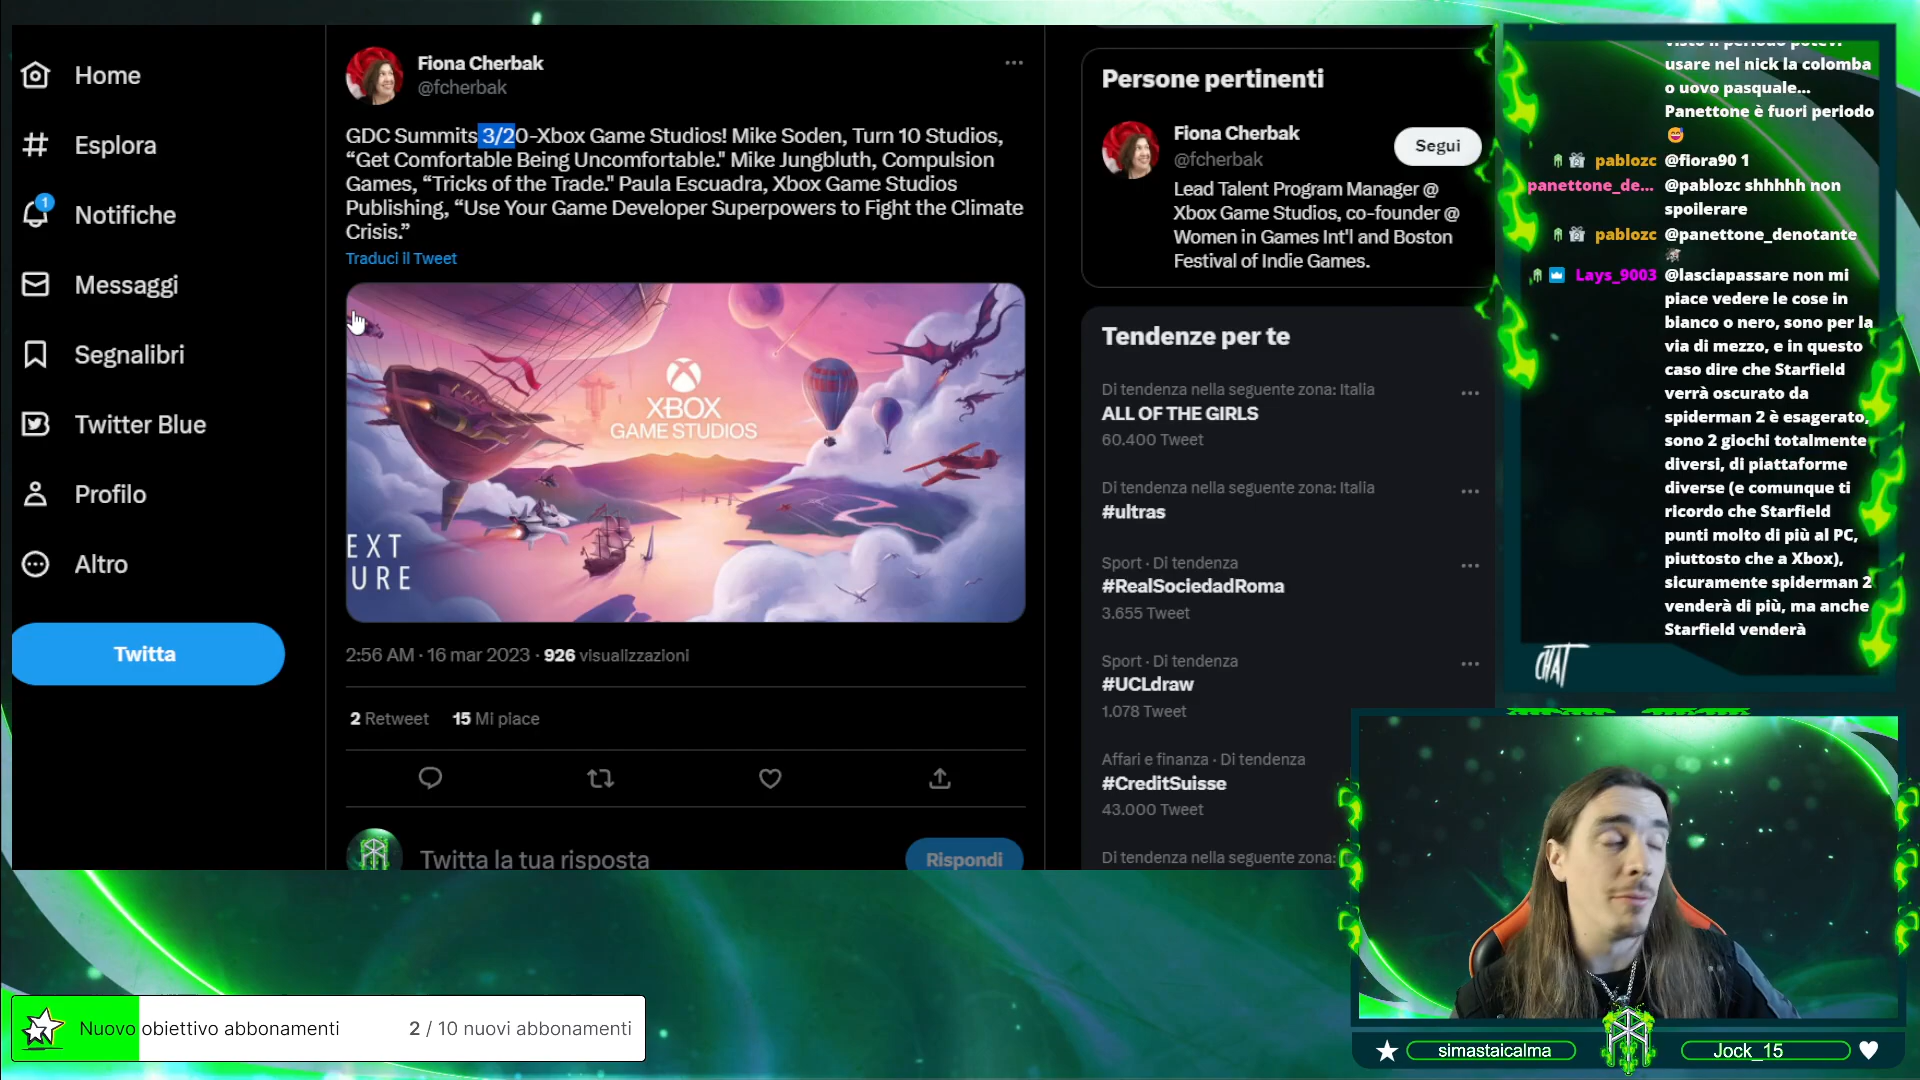 Home
Esplora
1
Notifiche
Messaggi
Segnalibri
Twitter Blue
Profilo
Altro
Twitta
Fiona Cherbak
@fcherbak
GDC Summits 3/20-Xbox Game Studios! Mike Soden, Turn 10 Studios,
“Get Comfortable Being Uncomfortable." Mike Jungbluth, Compulsion
Games, “Tricks of the Trade." Paula Escuadra, Xbox Game Studios
Publishing, “Use Your Game Developer Superpowers to Fight the Climate
Crisis.”
Traduci il Tweet
XBOX
GAME STUDIOS
EXT
URE
2:56 AM · 16 mar 2023 · 926 visualizzazioni
2 Retweet 15 Mi piace
Twitta la tua risposta
Rispondi
Persone pertinenti
Fiona Cherbak
@fcherbak
Segui
Lead Talent Program Manager @
Xbox Game Studios, co-founder @
Women in Games Int'l and Boston
Festival of Indie Games.
Tendenze per te
Di tendenza nella seguente zona: Italia
ALL OF THE GIRLS
60.400 Tweet
Di tendenza nella seguente zona: Italia
#ultras
Sport · Di tendenza
#RealSociedadRoma
3.655 Tweet
Sport · Di tendenza
#UCLdraw
1.078 Tweet
Affari e finanza · Di tendenza
#CreditSuisse
43.000 Tweet
Di tendenza nella seguente zona:
visto il periodo potevi
usare nel nick la colomba
o uovo pasquale...
Panettone è fuori periodo
pablozc @fiora90 1
panettone_de... @pablozc shhhhh non
spoilerare
pablozc @panettone_denotante
Lays_9003 @lasciapassare non mi
piace vedere le cose in
bianco o nero, sono per la
via di mezzo, e in questo
caso dire che Starfield
verrà oscurato da
spiderman 2 è esagerato,
sono 2 giochi totalmente
diversi, di piattaforme
diverse (e comunque ti
ricordo che Starfield
punti molto di più al PC,
piuttosto che a Xbox),
sicuramente spiderman 2
venderà di più, ma anche
Starfield venderà
CHAT
Nuovo obiettivo abbonamenti 2 / 10 nuovi abbonamenti
simastaicalma
Jock_15